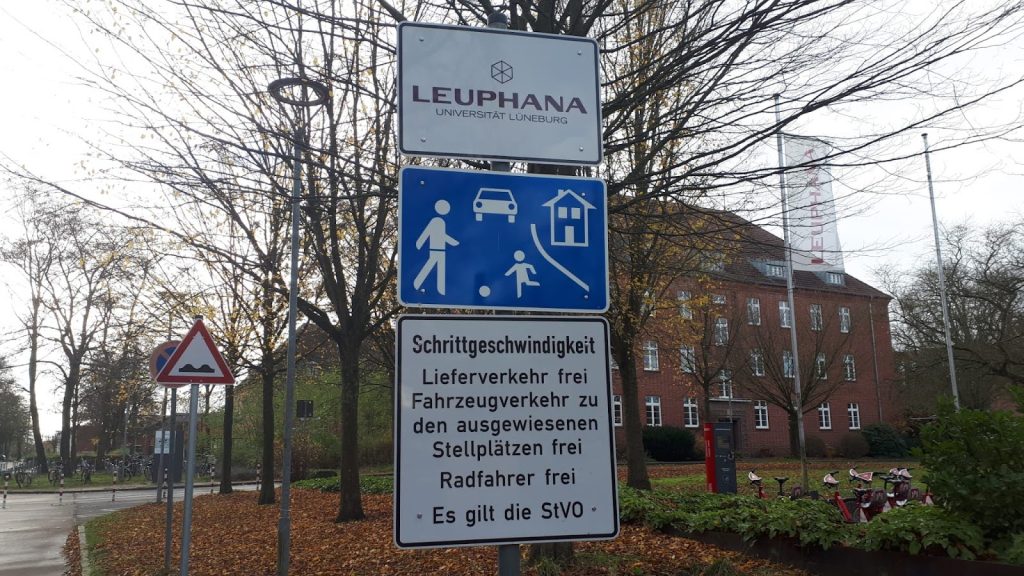 LEUPHANA
UNIVERSITÄT LÜNEBURG
Schrittgeschwindigkeit
Lieferverkehr frei
Fahrzeugverkehr zu
den ausgewiesenen
Stellplätzen frei
Radfahrer frei
Es gilt die StVO
LEUPHANA